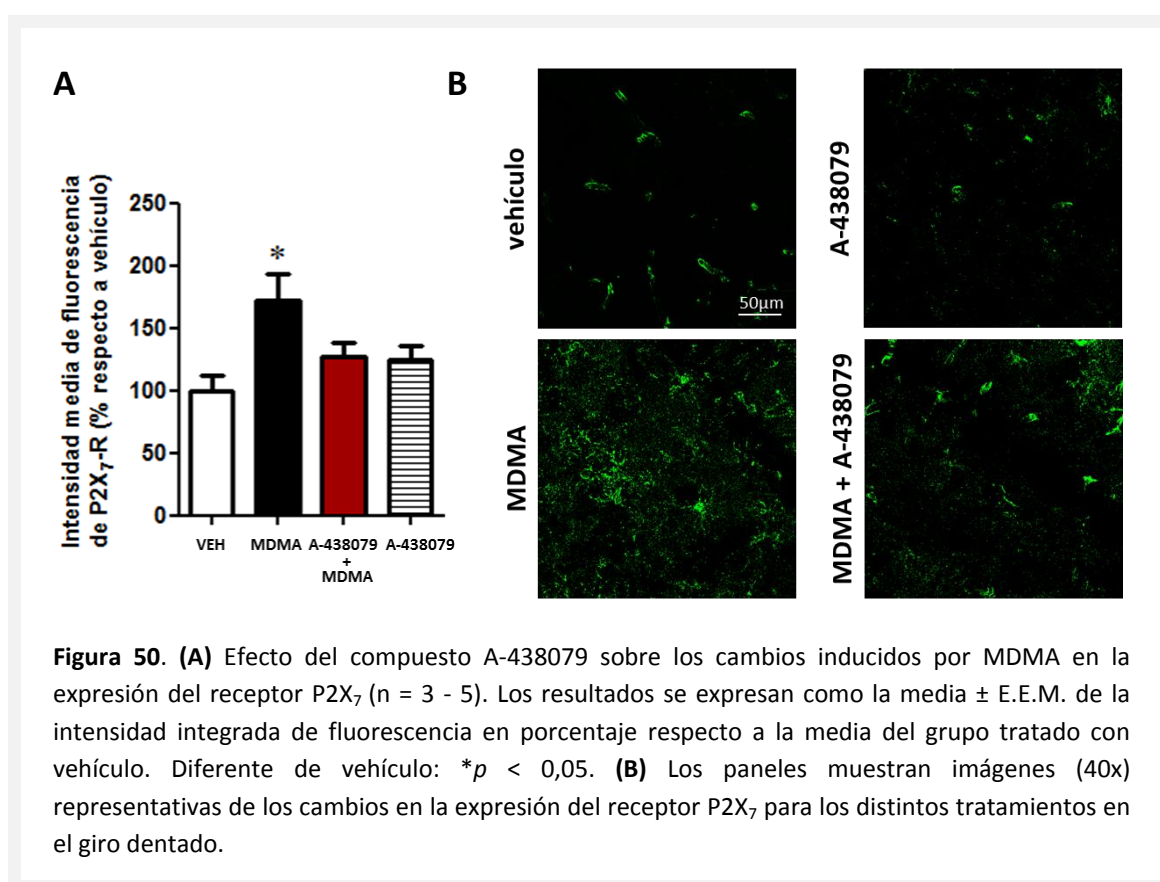 A
B
Intensidad media de fluorescencia
de P2X7-R (% respecto a vehículo)
250
200
150
100
50
0
*
VEH
MDMA
A-438079
+
MDMA
A-438079
vehículo
50µm
A-438079
MDMA
MDMA + A-438079
Figura 50. (A) Efecto del compuesto A-438079 sobre los cambios inducidos por MDMA en la
expresión del receptor P2X7 (n = 3 - 5). Los resultados se expresan como la media ± E.E.M. de la
intensidad integrada de fluorescencia en porcentaje respecto a la media del grupo tratado con
vehículo. Diferente de vehículo: *p < 0,05. (B) Los paneles muestran imágenes (40x)
representativas de los cambios en la expresión del receptor P2X7 para los distintos tratamientos en
el giro dentado.